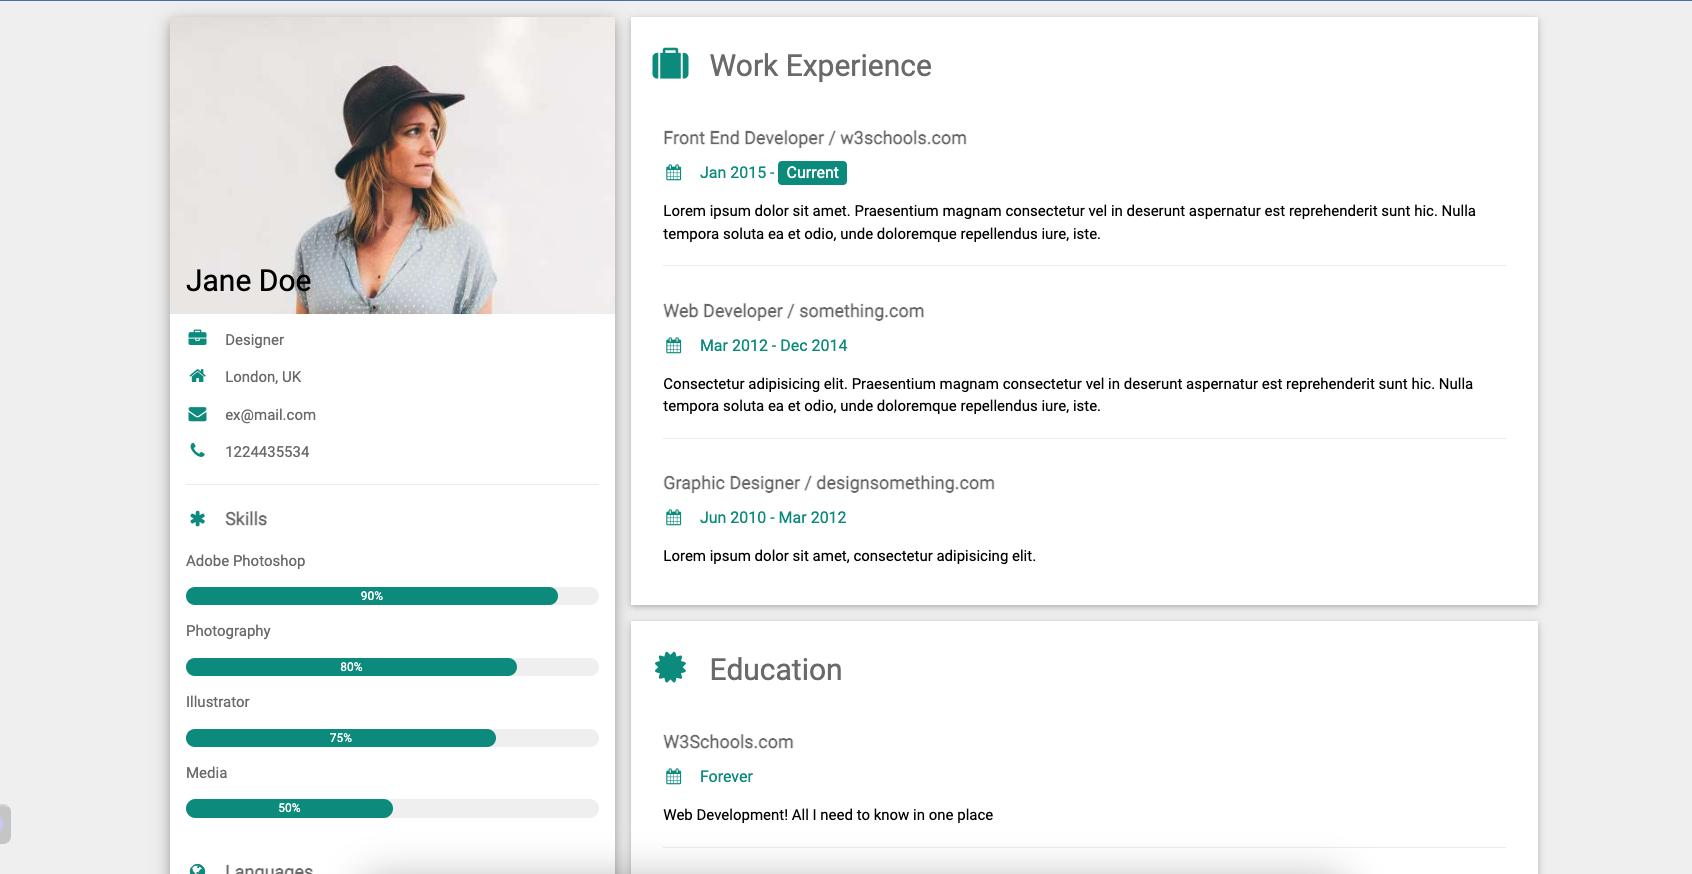 Jane Doe
Designer
London, UK
ex@mail.com
1224435534
Skills
Adobe Photoshop
90%
Photography
80%
Illustrator
75%
Media
50%
Languages
Work Experience
Front End Developer / w3schools.com
Jan 2015 - Current
Lorem ipsum dolor sit amet. Praesentium magnam consectetur vel in deserunt aspernatur est reprehenderit sunt hic. Nulla
tempora soluta ea et odio, unde doloremque repellendus iure, iste.
Web Developer / something.com
Mar 2012 - Dec 2014
Consectetur adipisicing elit. Praesentium magnam consectetur vel in deserunt aspernatur est reprehenderit sunt hic. Nulla
tempora soluta ea et odio, unde doloremque repellendus iure, iste.
Graphic Designer / designsomething.com
Jun 2010 - Mar 2012
Lorem ipsum dolor sit amet, consectetur adipisicing elit.
Education
W3Schools.com
Forever
Web Development! All I need to know in one place